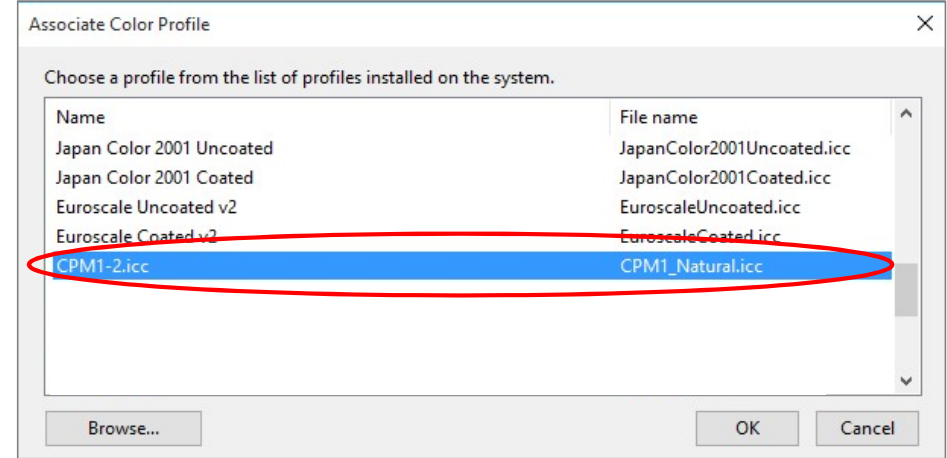 Associate Color Profile
Choose a profile from the list of profiles installed on the system.
Name File name
Japan Color 2001 Uncoated JapanColor2001Uncoated.icc
Japan Color 2001 Coated JapanColor2001Coated.icc
Euroscale Uncoated v2 EuroscaleUncoated.icc
Euroscale Coated v2 EuroscaleCoated.icc
CPM1-2.icc CPM1_Natural.icc
Browse... OK Cancel